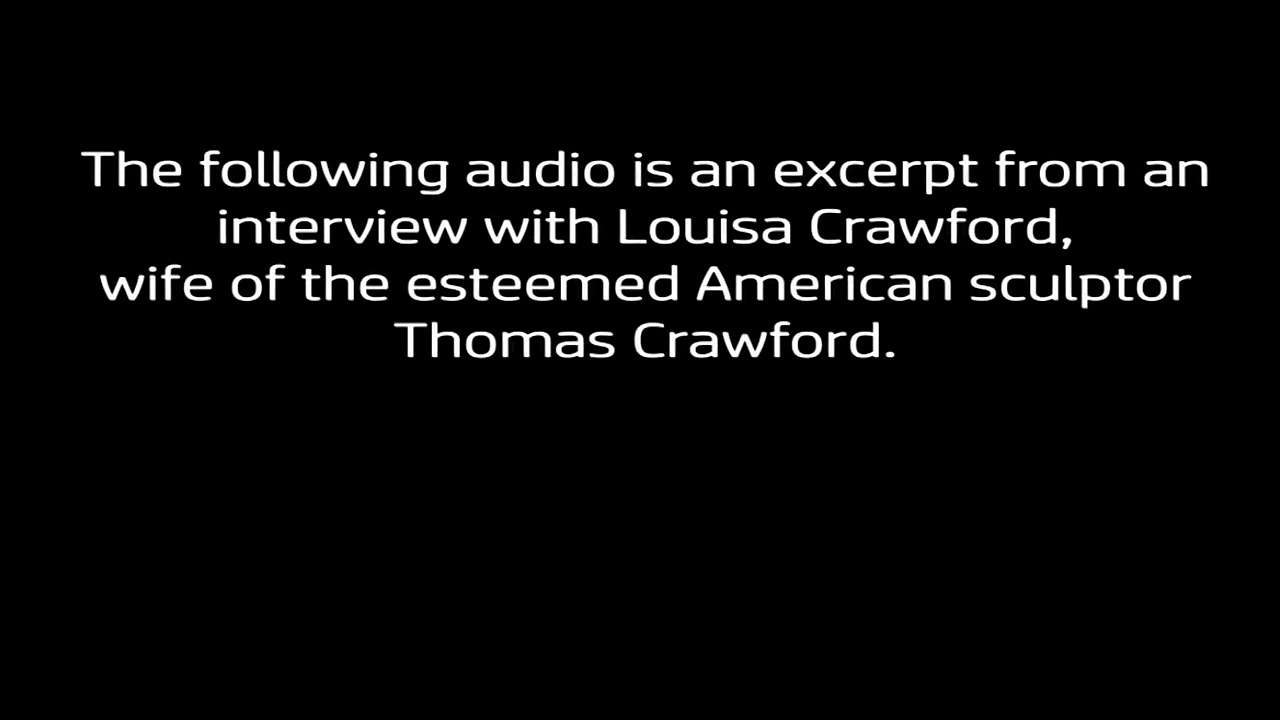 The following audio is an excerpt from an
interview with Louisa Crawford,
wife of the esteemed American sculptor
Thomas Crawford.